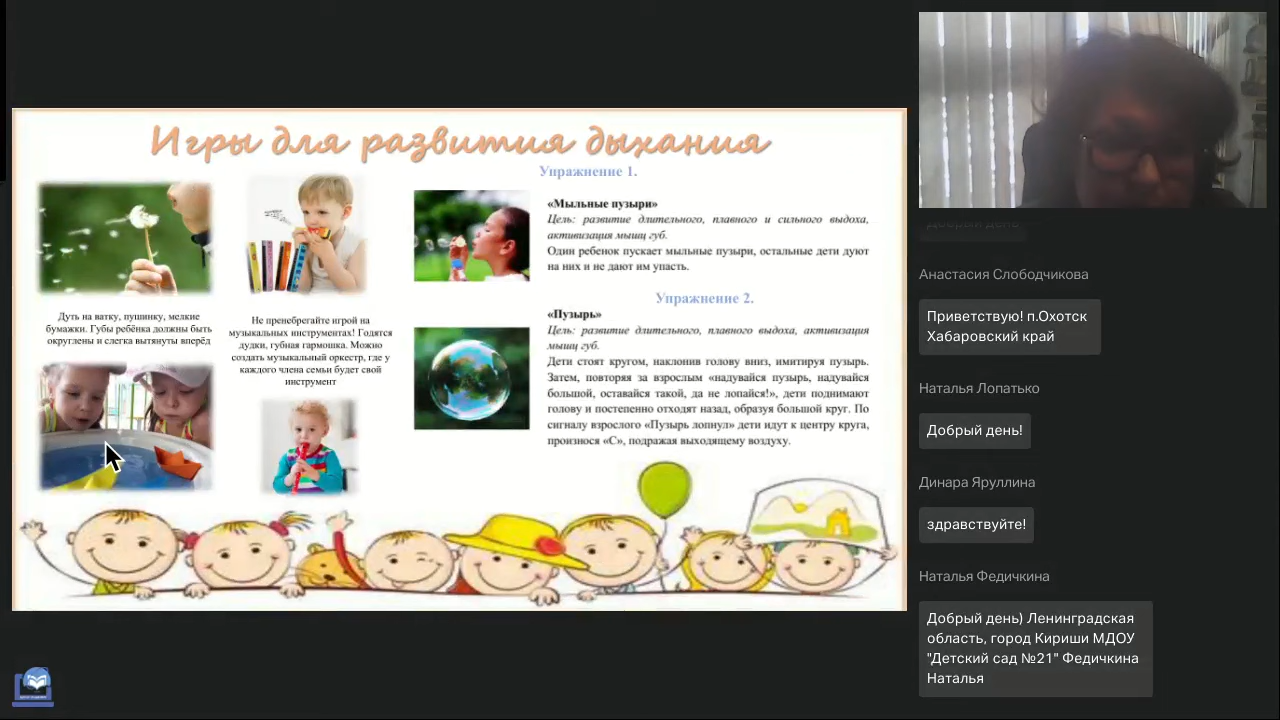 Игры для развития дыхания
Упражнение 1.
«Мыльные пузыри»
Цель: развитие длительного, плавного и сильного выдоха,
активизация мышц губ.
Один ребенок пускает мыльные пузыри, остальные дети дуют
на них и не дают им упасть.
Упражнение 2.
«Пузырь»
Цель: развитие длительного, плавного выдоха, активизация
мышц губ.
Дети стоят кругом, наклонив голову вниз, имитируя пузырь.
Затем, повторяя за взрослым «надувайся пузырь, надувайся
большой, оставайся такой, да не лопайся!», дети поднимают
голову и постепенно отходят назад, образуя большой круг. По
сигналу взрослого «Пузырь лопнул» дети идут к центру круга,
произнося «С», подражая выходящему воздуху.
Дуть на ватку, пушинку, мелкие
бумажки. Губы ребёнка должны быть
округлены и слегка вытянуты вперёд
Не пренебрегайте игрой на
музыкальных инструментах! Годятся
дудки, губная гармошка. Можно
создать музыкальный оркестр, где у
каждого члена семьи будет свой
инструмент
Добрый день
Анастасия Слободчикова
Приветствую! п.Охотск
Хабаровский край
Наталья Лопатько
Добрый день!
Динара Яруллина
здравствуйте!
Наталья Федичкина
Добрый день) Ленинградская
область, город Кириши МДОУ
"Детский сад №21" Федичкина
Наталья